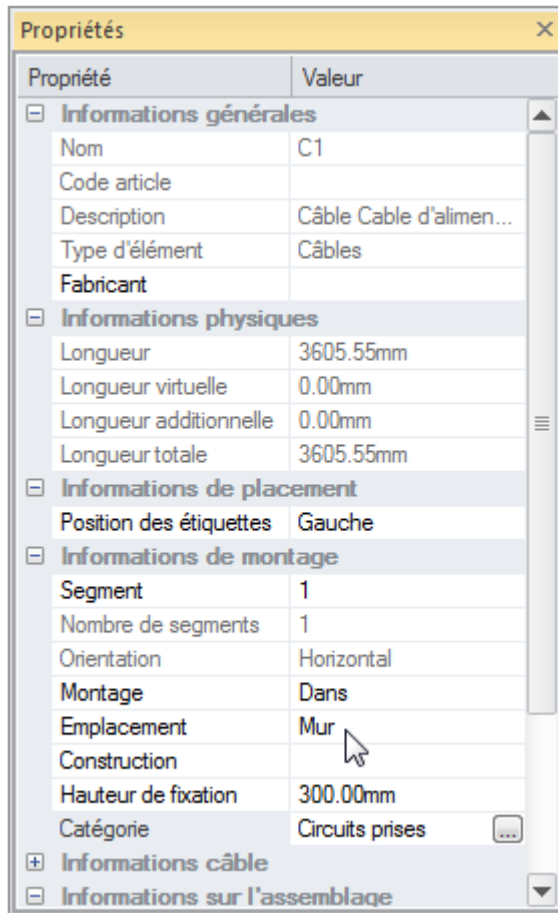 Propriétés
Propriété Valeur
Informations générales
Nom C1
Code article
Description Câble Cable d'alimen...
Type d'élément Câbles
Fabricant
Informations physiques
Longueur 3605.55mm
Longueur virtuelle 0.00mm
Longueur additionnelle 0.00mm
Longueur totale 3605.55mm
Informations de placement
Position des étiquettes Gauche
Informations de montage
Segment 1
Nombre de segments 1
Orientation Horizontal
Montage Dans
Emplacement Mur
Construction
Hauteur de fixation 300.00mm
Catégorie Circuits prises ...
Informations câble
Informations sur l'assemblage